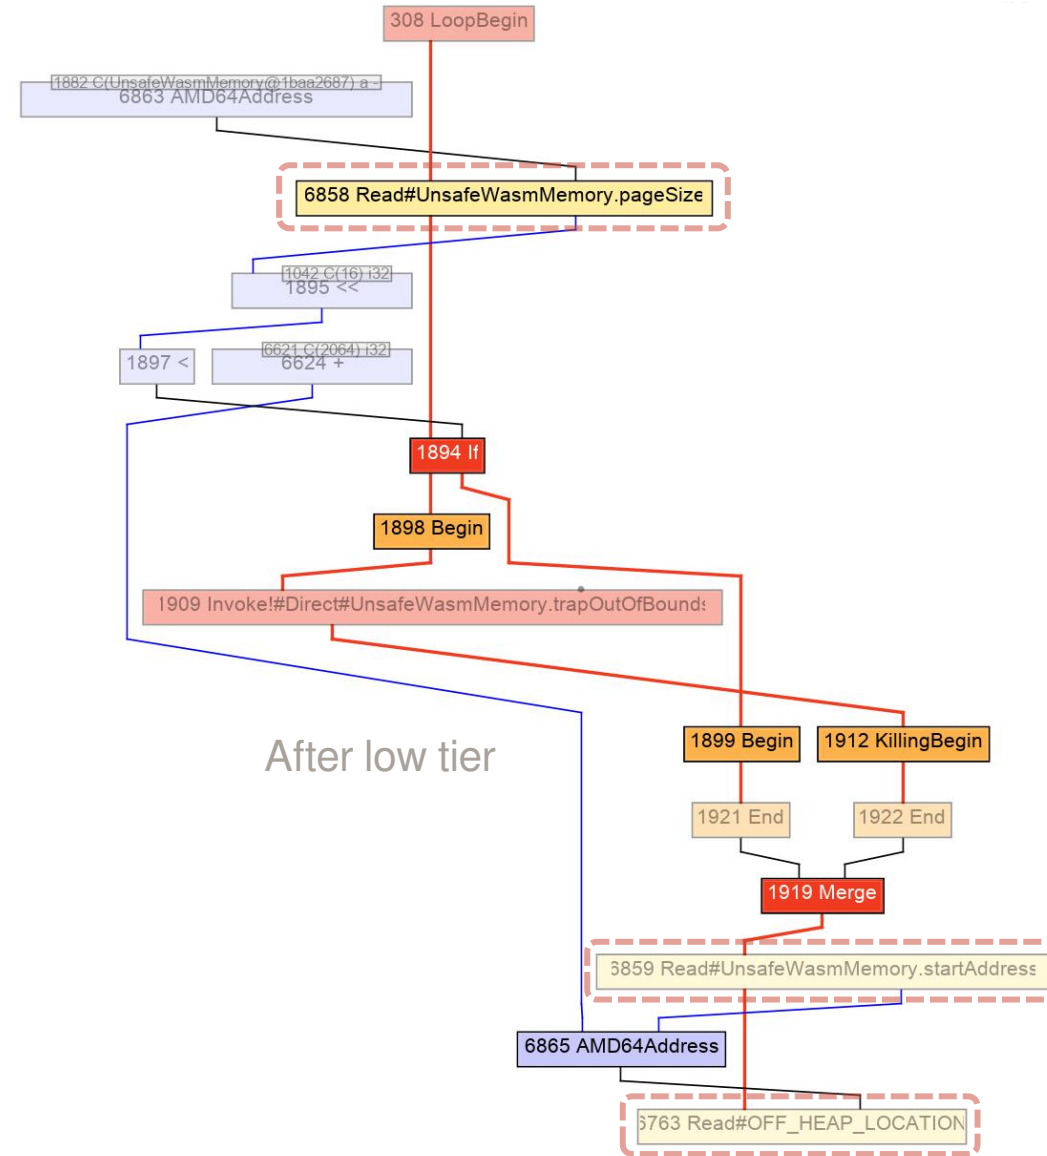 308 LoopBegin
1882 C(UnsafeWasmMemory@1baa2687) a -
6863 AMD64Address
6858 Read#UnsafeWasmMemory.pageSize
1042 C(16) i32
1895 <<
6621 C(2064) i32
1897 <
6624 +
1894 If
1898 Begin
1909 Invoke!#Direct#UnsafeWasmMemory.trapOutOfBounds
1899 Begin
1912 KillingBegin
After low tier
1921 End
1922 End
1919 Merge
6859 Read#UnsafeWasmMemory.startAddress
6865 AMD64Address
6763 Read#OFF_HEAP_LOCATION